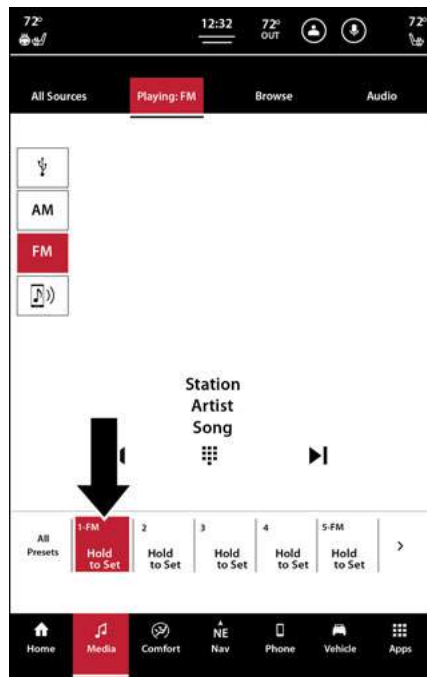 72° 12:32 72° 72°
OUT
All Sources Playing: FM Browse Audio
AM
FM
Station
Artist
Song
1-FM 2 3 4 5-FM
All
Presets
Hold
to Set
Hold
to Set
Hold
to Set
Hold
to Set
Hold
to Set
NE
Home Media Comfort Nav Phone Vehicle Apps